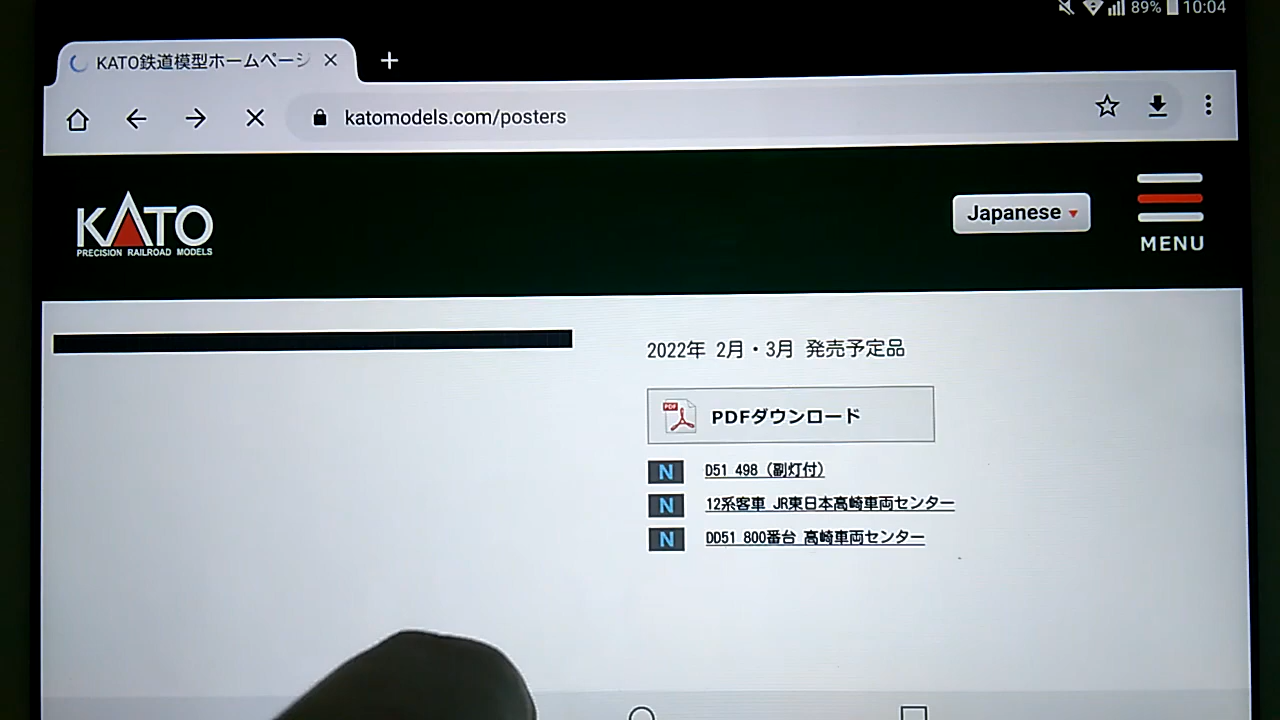 89% 10:04
KATO鉄道模型ホームページ
katomodels.com/posters
KATO
PRECISION RAILROAD MODELS
Japanese
MENU
2022年 2月・3月 発売予定品
PDF
PDFダウンロード
N D51 498（副灯付）
N 12系客車 JR東日本高崎車両センター
N DD51 800番台 高崎車両センター